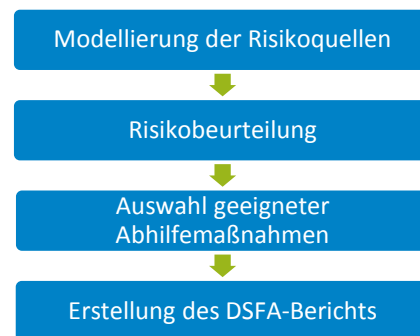 Modellierung der Risikoquellen
Risikobeurteilung
Auswahl geeigneter
Abhilfemaßnahmen
Erstellung des DSFA-Berichts